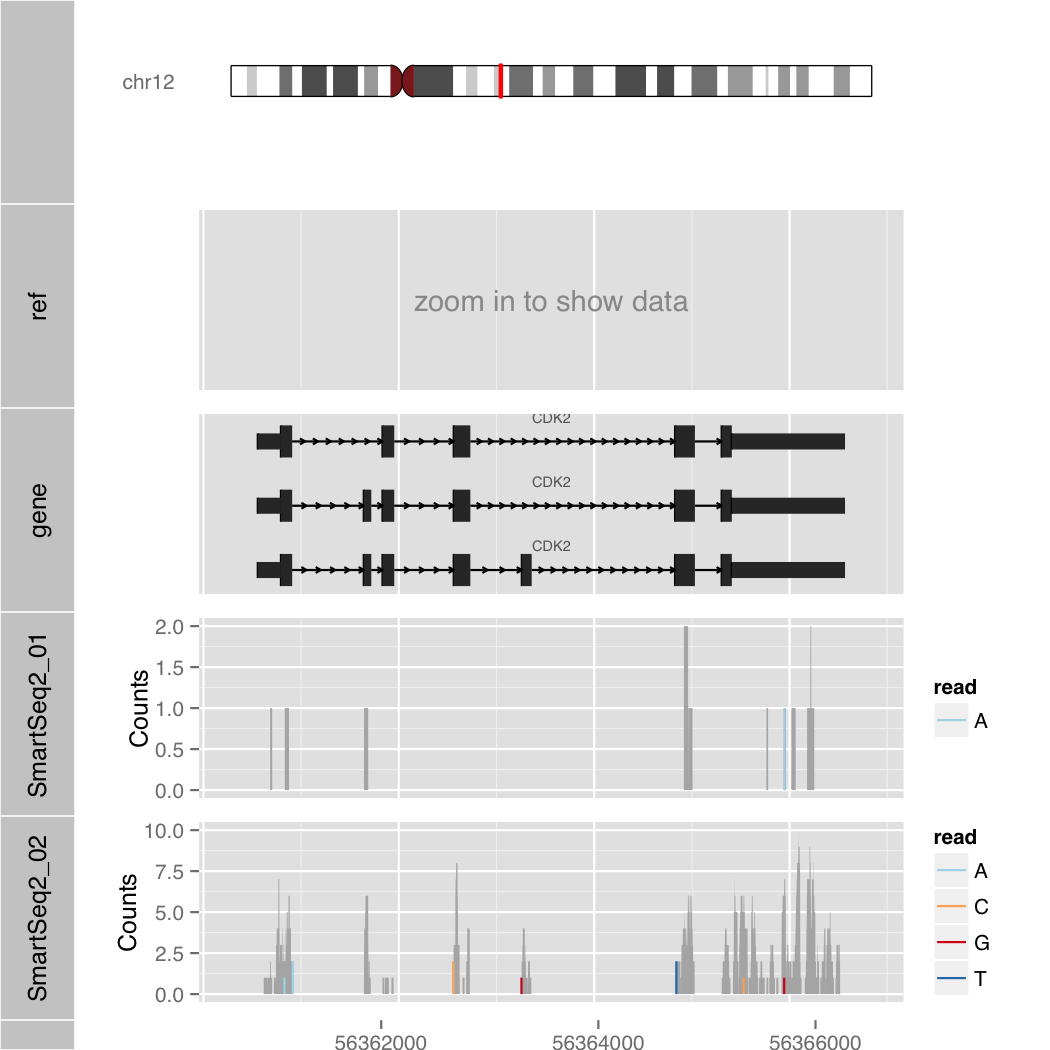 chr12
ref
zoom in to show data
gene
CDK2
CDK2
CDK2
SmartSeq2_01
Counts
2.0
1.5
1.0
0.5
0.0
read
A
SmartSeq2_02
Counts
10.0
7.5
5.0
2.5
0.0
read
A
C
G
T
56362000
56364000
56366000